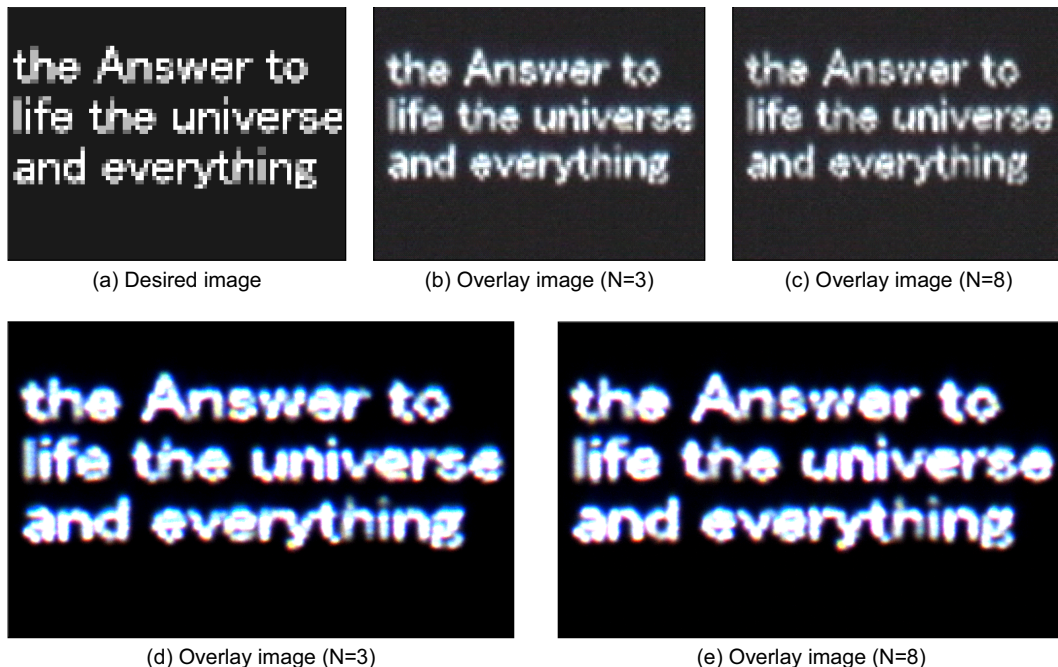 the Answer to
life the universe
and everything
(a) Desired image
the Answer to
life the universe
and everything
(b) Overlay image (N=3)
the Answer to
life the universe
and everything
(c) Overlay image (N=8)
the Answer to
life the universe
and everything
(d) Overlay image (N=3)
the Answer to
life the universe
and everything
(e) Overlay image (N=8)